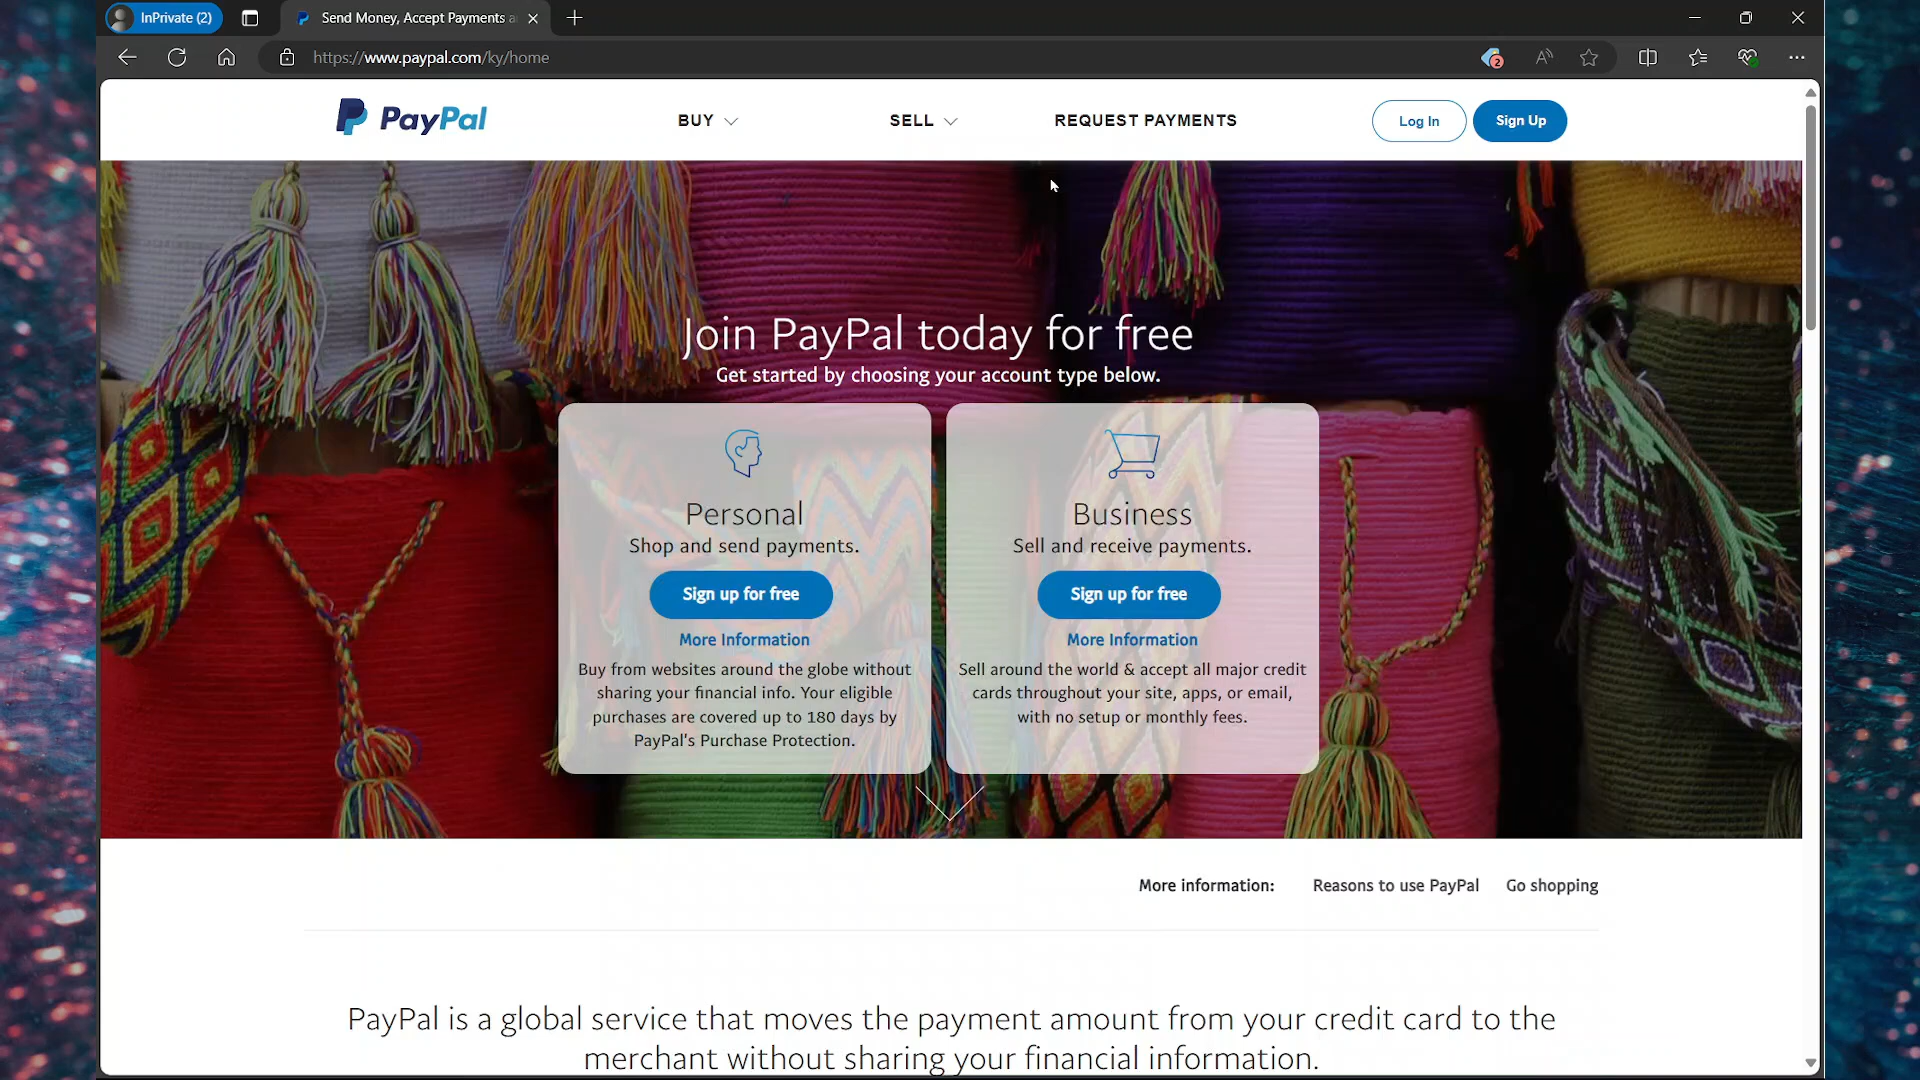 InPrivate (2)
Send Money, Accept Payments a
https://www.paypal.com/ky/home
2
PayPal
BUY
SELL
REQUEST PAYMENTS
Log In
Sign Up
Join PayPal today for free
Get started by choosing your account type below.
Personal
Shop and send payments.
Sign up for free
More Information
Buy from websites around the globe without
sharing your financial info. Your eligible
purchases are covered up to 180 days by
PayPal's Purchase Protection.
Business
Sell and receive payments.
Sign up for free
More Information
Sell around the world & accept all major credit
cards throughout your site, apps, or email,
with no setup or monthly fees.
More information:
Reasons to use PayPal
Go shopping
PayPal is a global service that moves the payment amount from your credit card to the
merchant without sharing your financial information.